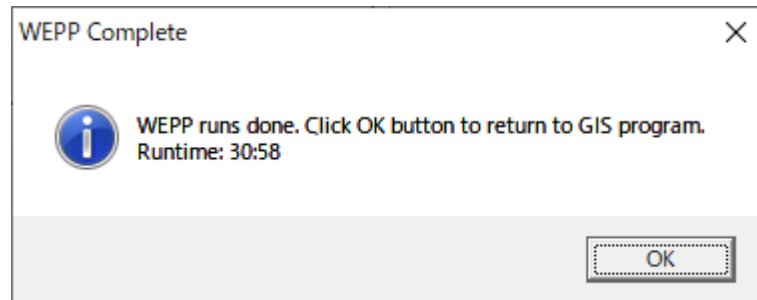 WEPP Complete
WEPP runs done. Click OK button to return to GIS program.
Runtime: 30:58
OK